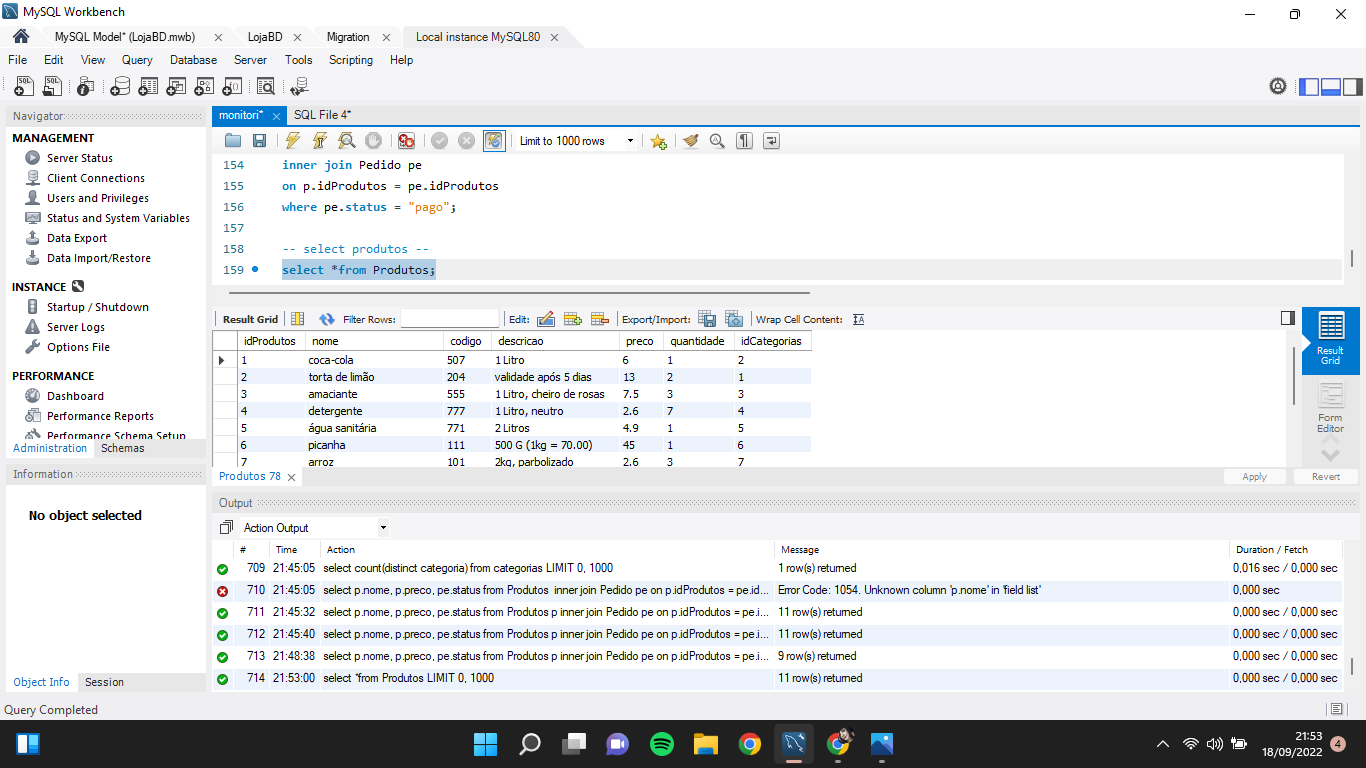 MySQL Workbench
MySQL Model* (LojaBD.mwb) LojaBD Migration Local instance MySQL80
File Edit View Query Database Server Tools Scripting Help
Navigator
MANAGEMENT
Server Status
Client Connections
Users and Privileges
Status and System Variables
Data Export
Data Import/Restore
INSTANCE
Startup / Shutdown
Server Logs
Options File
PERFORMANCE
Dashboard
Performance Reports
Performance Schema Setup
Administration Schemas
Information
No object selected
Object Info Session
monitori* SQL File 4*
Limit to 1000 rows
154 inner join Pedido pe
155 on p.idProdutos = pe.idProdutos
156 where pe.status = "pago";
157
158 -- select produtos --
159 select *from Produtos;
Result Grid Filter Rows: Edit: Export/Import: Wrap Cell Content:
idProdutos nome codigo descricao preco quantidade idCategorias
1 coca-cola 507 1 Litro 6 1 2
2 torta de limão 204 validade após 5 dias 13 2 1
3 amaciante 555 1 Litro, cheiro de rosas 7.5 3 3
4 detergente 777 1 Litro, neutro 2.6 7 4
5 água sanitária 771 2 Litros 4.9 1 5
6 picanha 111 500 G (1kg = 70.00) 45 1 6
7 arroz 101 2kg, parbolizado 2.6 3 7
Result Grid
Form Editor
Produtos 78 Apply Revert
Output
Action Output
# Time Action Message Duration / Fetch
709 21:45:05 select count(distinct categoria) from categorias LIMIT 0, 1000 1 row(s) returned 0,016 sec / 0,000 sec
710 21:45:05 select p.nome, p.preco, pe.status from Produtos inner join Pedido pe on p.idProdutos = pe.id... Error Code: 1054. Unknown column 'p.nome' in 'field list' 0,000 sec
711 21:45:32 select p.nome, p.preco, pe.status from Produtos p inner join Pedido pe on p.idProdutos = pe.i... 11 row(s) returned 0,000 sec / 0,000 sec
712 21:45:40 select p.nome, p.preco, pe.status from Produtos p inner join Pedido pe on p.idProdutos = pe.i... 11 row(s) returned 0,000 sec / 0,000 sec
713 21:48:38 select p.nome, p.preco, pe.status from Produtos p inner join Pedido pe on p.idProdutos = pe.i... 9 row(s) returned 0,000 sec / 0,000 sec
714 21:53:00 select *from Produtos LIMIT 0, 1000 11 row(s) returned 0,000 sec / 0,000 sec
Query Completed
21:53
18/09/2022
4